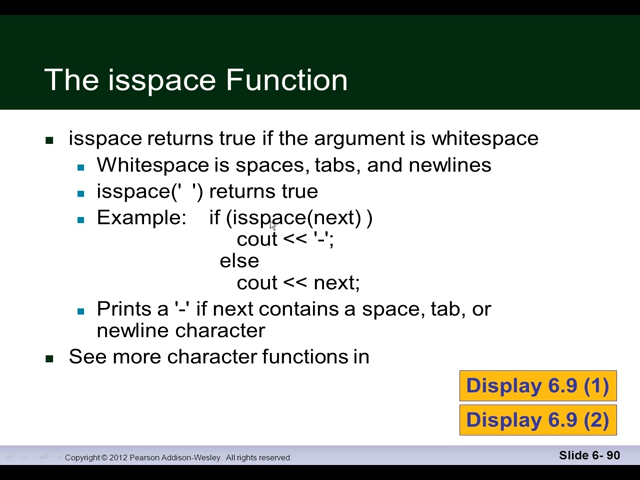 The isspace Function
isspace returns true if the argument is whitespace
Whitespace is spaces, tabs, and newlines
isspace(' ') returns true
Example: if (isspace(next) )
cout << '-';
else
cout << next;
Prints a '-' if next contains a space, tab, or
newline character
See more character functions in
Display 6.9 (1)
Display 6.9 (2)
Copyright © 2012 Pearson Addison-Wesley. All rights reserved.
Slide 6- 90